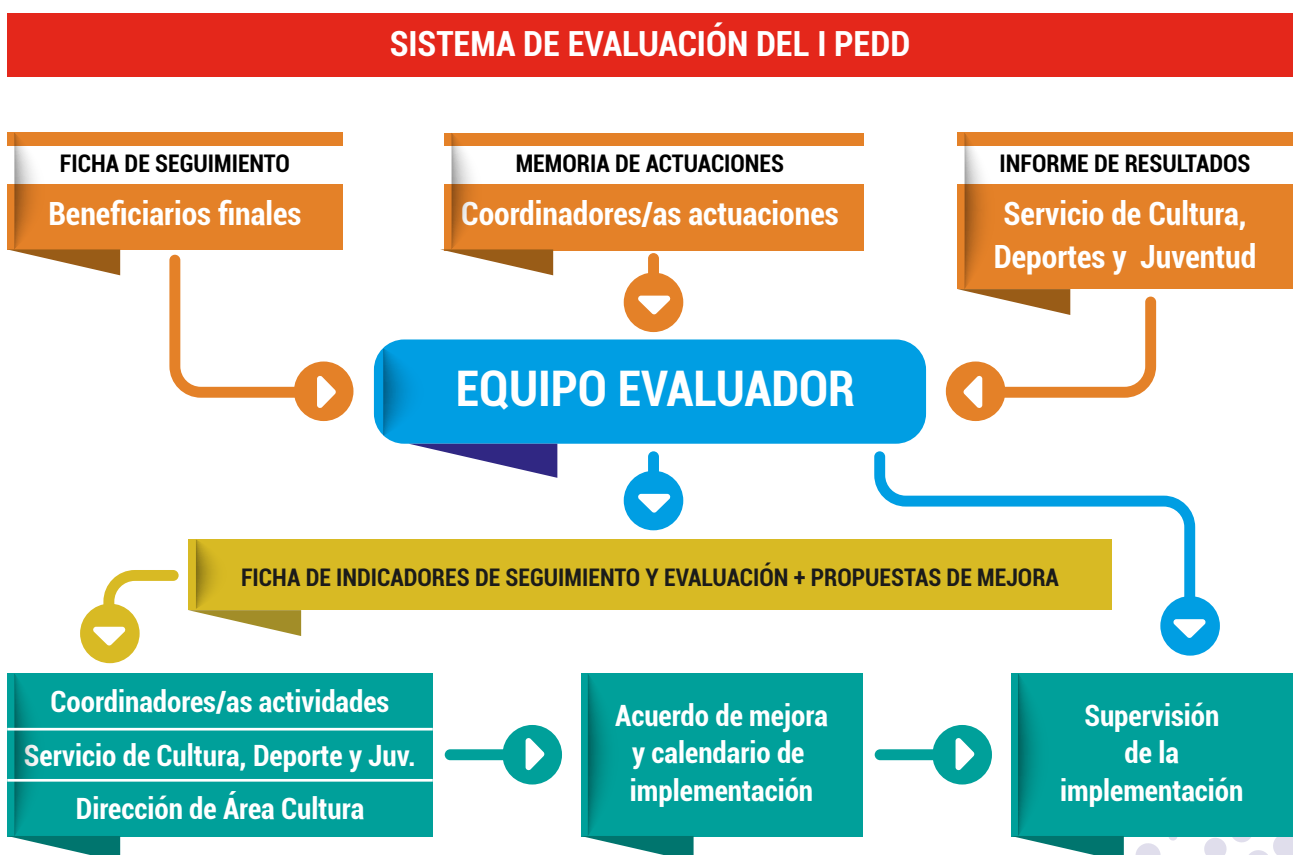 SISTEMA DE EVALUACIÓN DEL I PEDD
FICHA DE SEGUIMIENTO
Beneficiarios finales
MEMORIA DE ACTUACIONES
Coordinadores/as actuaciones
INFORME DE RESULTADOS
Servicio de Cultura,
Deportes y Juventud
EQUIPO EVALUADOR
FICHA DE INDICADORES DE SEGUIMIENTO Y EVALUACIÓN + PROPUESTAS DE MEJORA
Coordinadores/as actividades
Servicio de Cultura, Deporte y Juv.
Dirección de Área Cultura
Acuerdo de mejora
y calendario de
implementación
Supervisión
de la
implementación